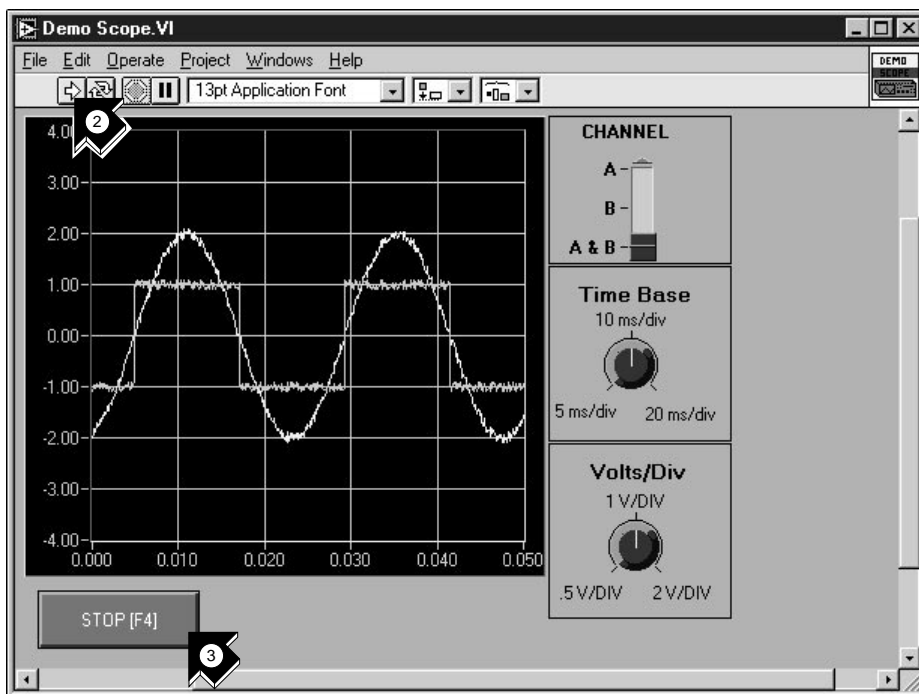 Demo Scope.VI
File Edit Operate Project Windows Help
DEMO
SCOPE
13pt Application Font
2
4.00
3.00
2.00
1.00
0.00
-1.00
-2.00
-3.00
-4.00
0.000 0.010 0.020 0.030 0.040 0.050
CHANNEL
A
B
A & B
Time Base
10 ms/div
5 ms/div 20 ms/div
Volts/Div
1 V/DIV
.5 V/DIV 2 V/DIV
STOP [F4]
3